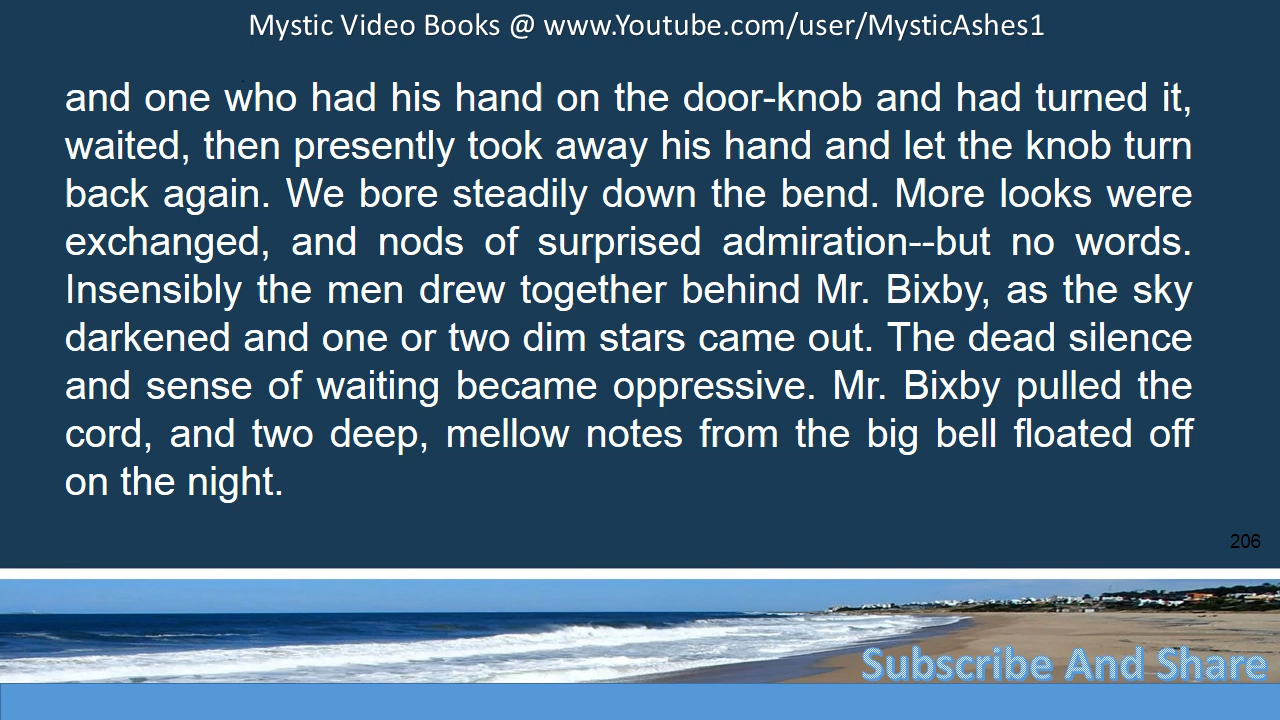 Mystic Video Books @ www.Youtube.com/user/MysticAshes1
and one who had his hand on the door-knob and had turned it,
waited, then presently took away his hand and let the knob turn
back again. We bore steadily down the bend. More looks were
exchanged, and nods of surprised admiration--but no words.
Insensibly the men drew together behind Mr. Bixby, as the sky
darkened and one or two dim stars came out. The dead silence
and sense of waiting became oppressive. Mr. Bixby pulled the
cord, and two deep, mellow notes from the big bell floated off
on the night.
206
Subscribe And Share